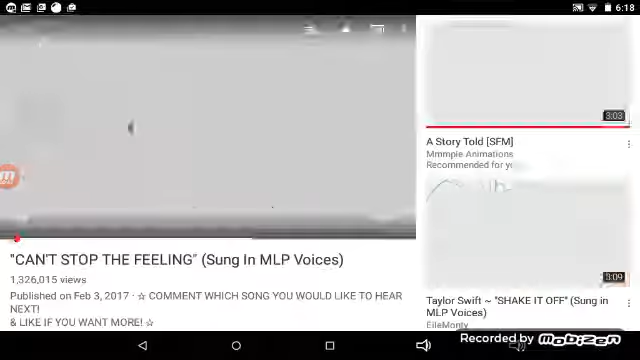 6:18
3:03
A Story Told [SFM]
Mmmple Animations
Recommended for yo
5:09
Taylor Swift ~ "SHAKE IT OFF" (Sung in
MLP Voices)
EileMonty
"CAN'T STOP THE FEELING" (Sung In MLP Voices)
1,326,015 views
Published on Feb 3, 2017 · ☆ COMMENT WHICH SONG YOU WOULD LIKE TO HEAR
NEXT!
& LIKE IF YOU WANT MORE! ☆
Recorded by Mobizen